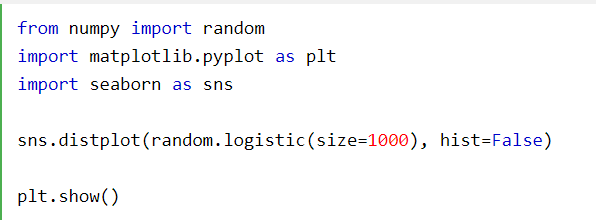 from numpy import random
import matplotlib.pyplot as plt
import seaborn as sns
sns.distplot(random.logistic(size=1000), hist=False)
plt.show()